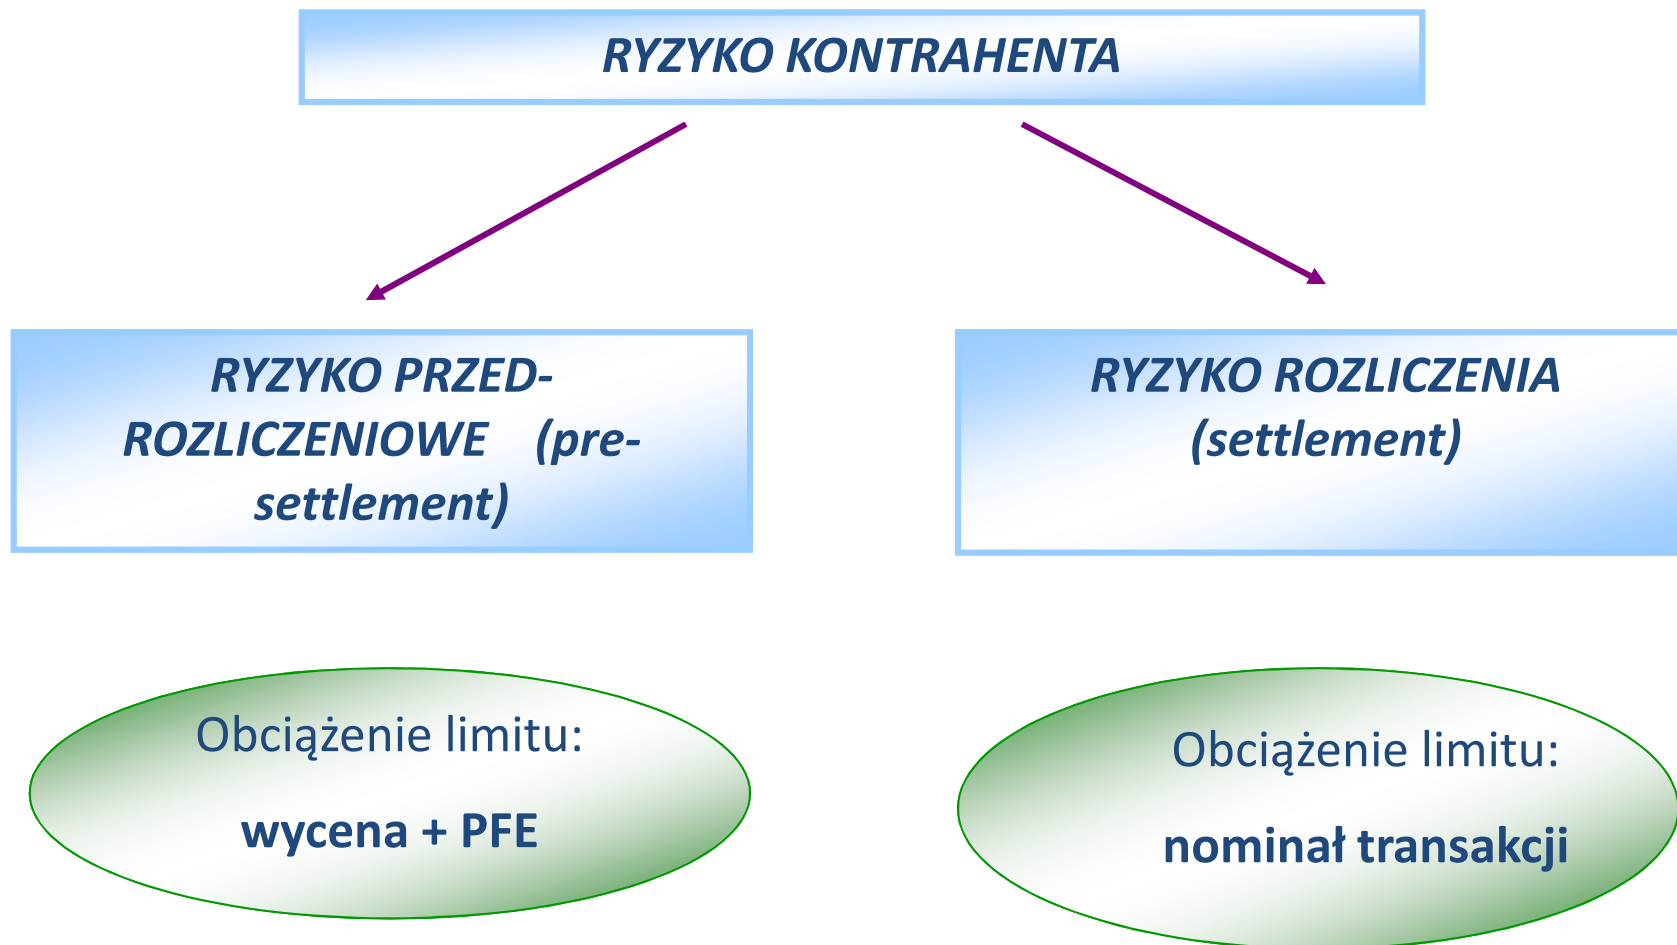 RYZYKO KONTRAHENTA
RYZYKO PRZED-
ROZLICZENIOWE (pre-
settlement)
RYZYKO ROZLICZENIA
(settlement)
Obciążenie limitu:
wycena + PFE
Obciążenie limitu:
nominał transakcji